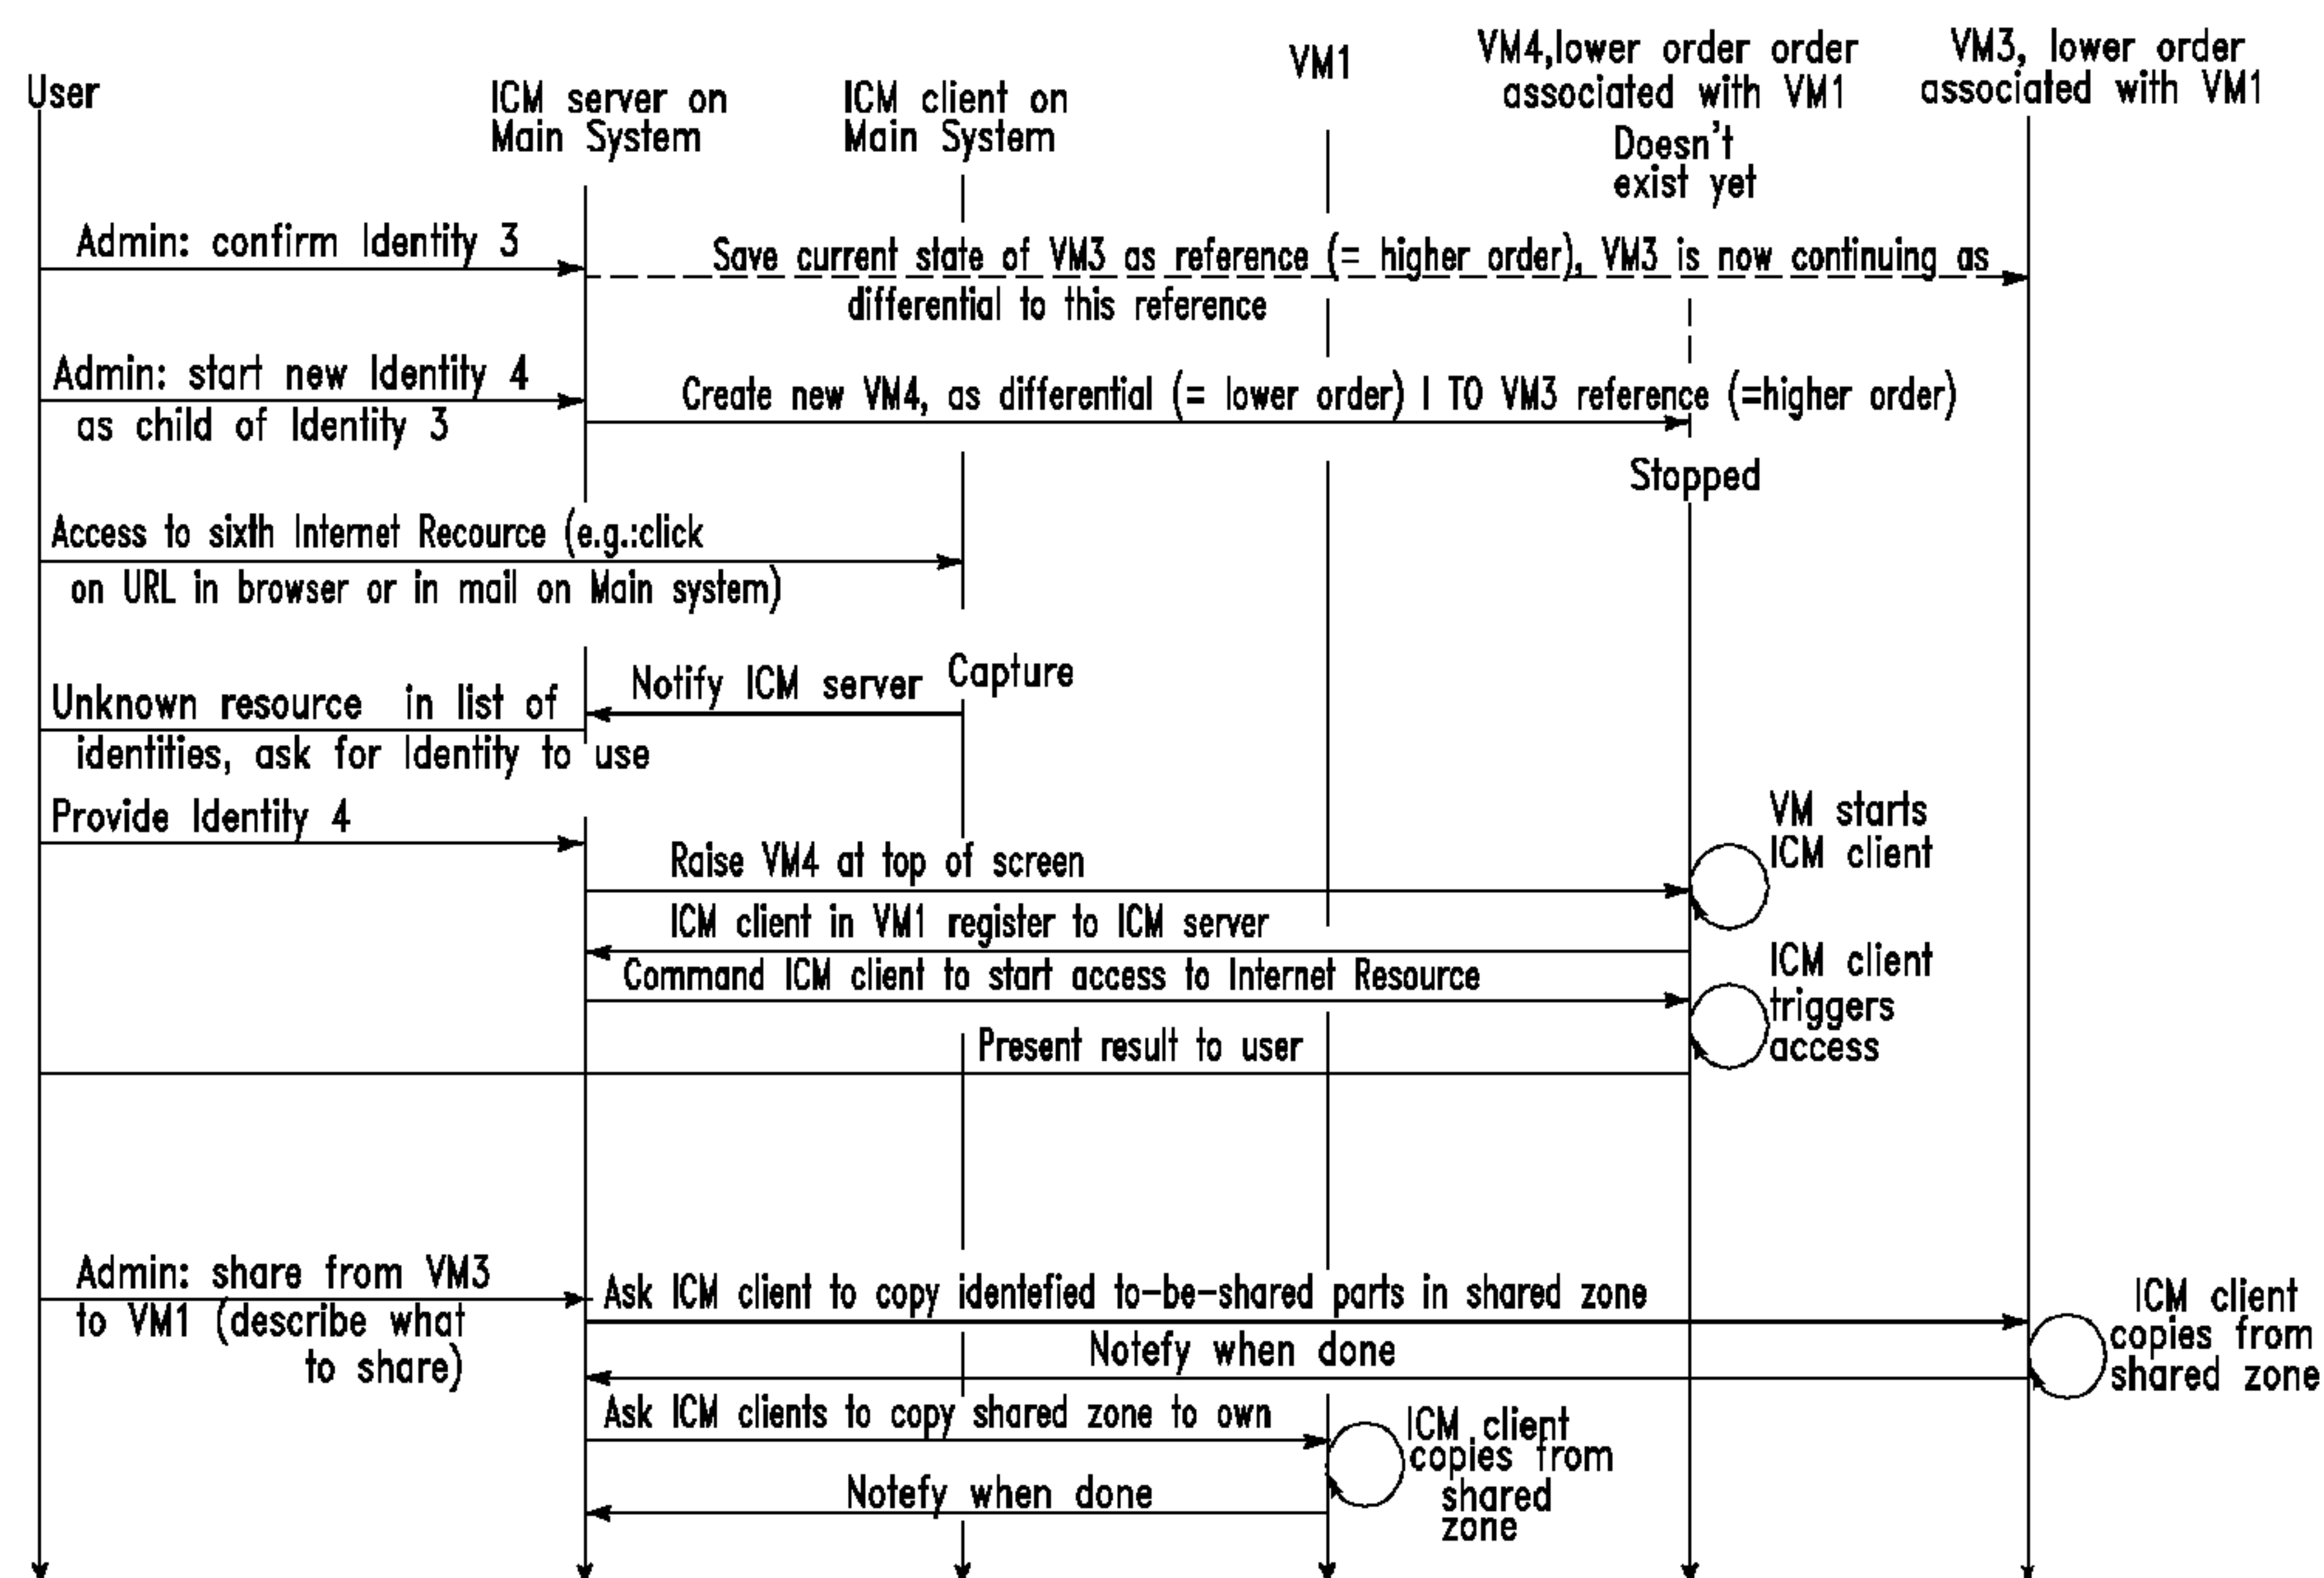 User
ICM server on
Main System
ICM client on
Main System
VM1
VM4,lower order order
associated with VM1
Doesn't
exist yet
VM3, lower order
associated with VM1
Admin: confirm Identity 3
Save current state of VM3 as reference (= higher order), VM3 is now continuing as
differential to this reference
Admin: start new Identity 4
as child of Identity 3
Create new VM4, as differential (= lower order) I TO VM3 reference (=higher order)
Stopped
Access to sixth Internet Recource (e.g.:click
on URL in browser or in mail on Main system)
Capture
Notify ICM server
Unknown resource in list of
identities, ask for Identity to use
Provide Identity 4
VM starts
ICM client
Raise VM4 at top of screen
ICM client in VM1 register to ICM server
Command ICM client to start access to Internet Resource
ICM client
triggers
access
Present result to user
Admin: share from VM3
to VM1 (describe what
to share)
Ask ICM client to copy identefied to-be-shared parts in shared zone
ICM client
copies from
shared zone
Notefy when done
Ask ICM clients to copy shared zone to own
ICM client
copies from
shared
zone
Notefy when done